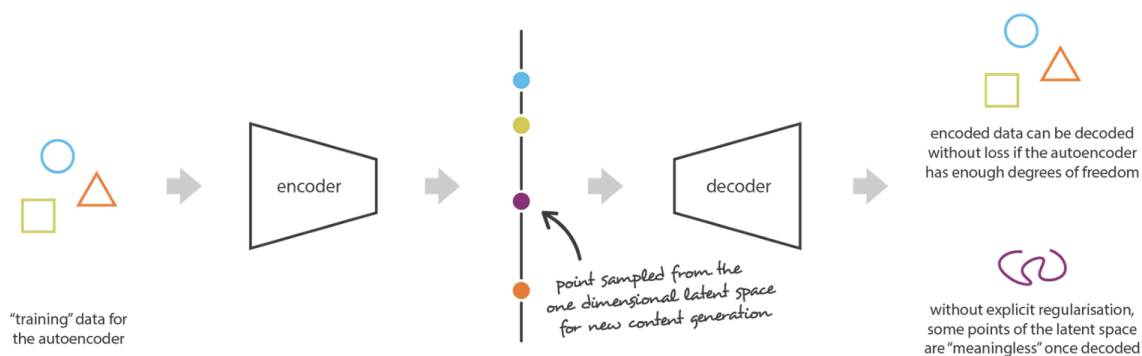 "training" data for
the autoencoder
encoder
point sampled from the
one dimensional latent space
for new content generation
decoder
encoded data can be decoded
without loss if the autoencoder
has enough degrees of freedom
without explicit regularisation,
some points of the latent space
are "meaningless" once decoded